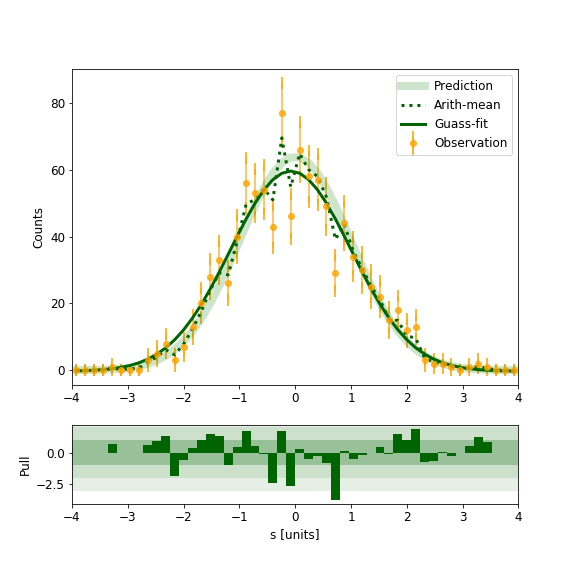 Prediction
Arith-mean
Guass-fit
Observation
Counts
80
60
40
20
0
−4 −3 −2 −1 0 1 2 3 4
Pull
0.0
−2.5
−4 −3 −2 −1 0 1 2 3 4
s [units]